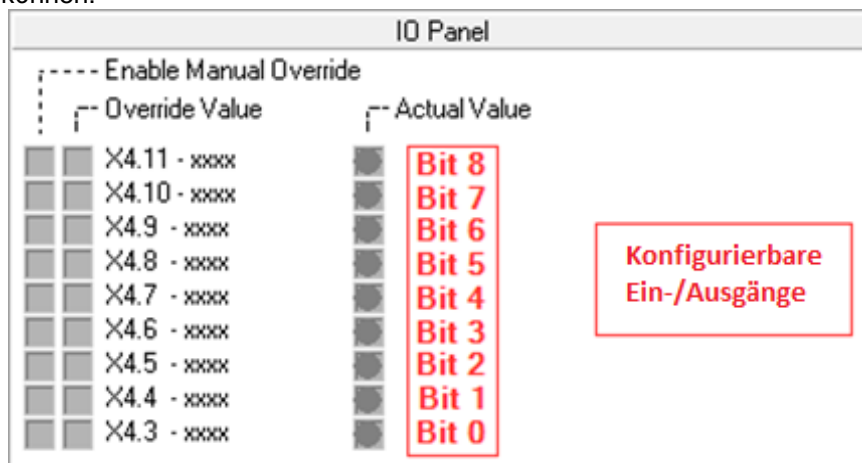 können.
IO Panel
Enable Manual Override
Override Value Actual Value
X4.11 - xxxx Bit 8
X4.10 - xxxx Bit 7
X4.9 - xxxx Bit 6
X4.8 - xxxx Bit 5
X4.7 - xxxx Bit 4
X4.6 - xxxx Bit 3
X4.5 - xxxx Bit 2
X4.4 - xxxx Bit 1
X4.3 - xxxx Bit 0
Konfigurierbare
Ein-/Ausgänge